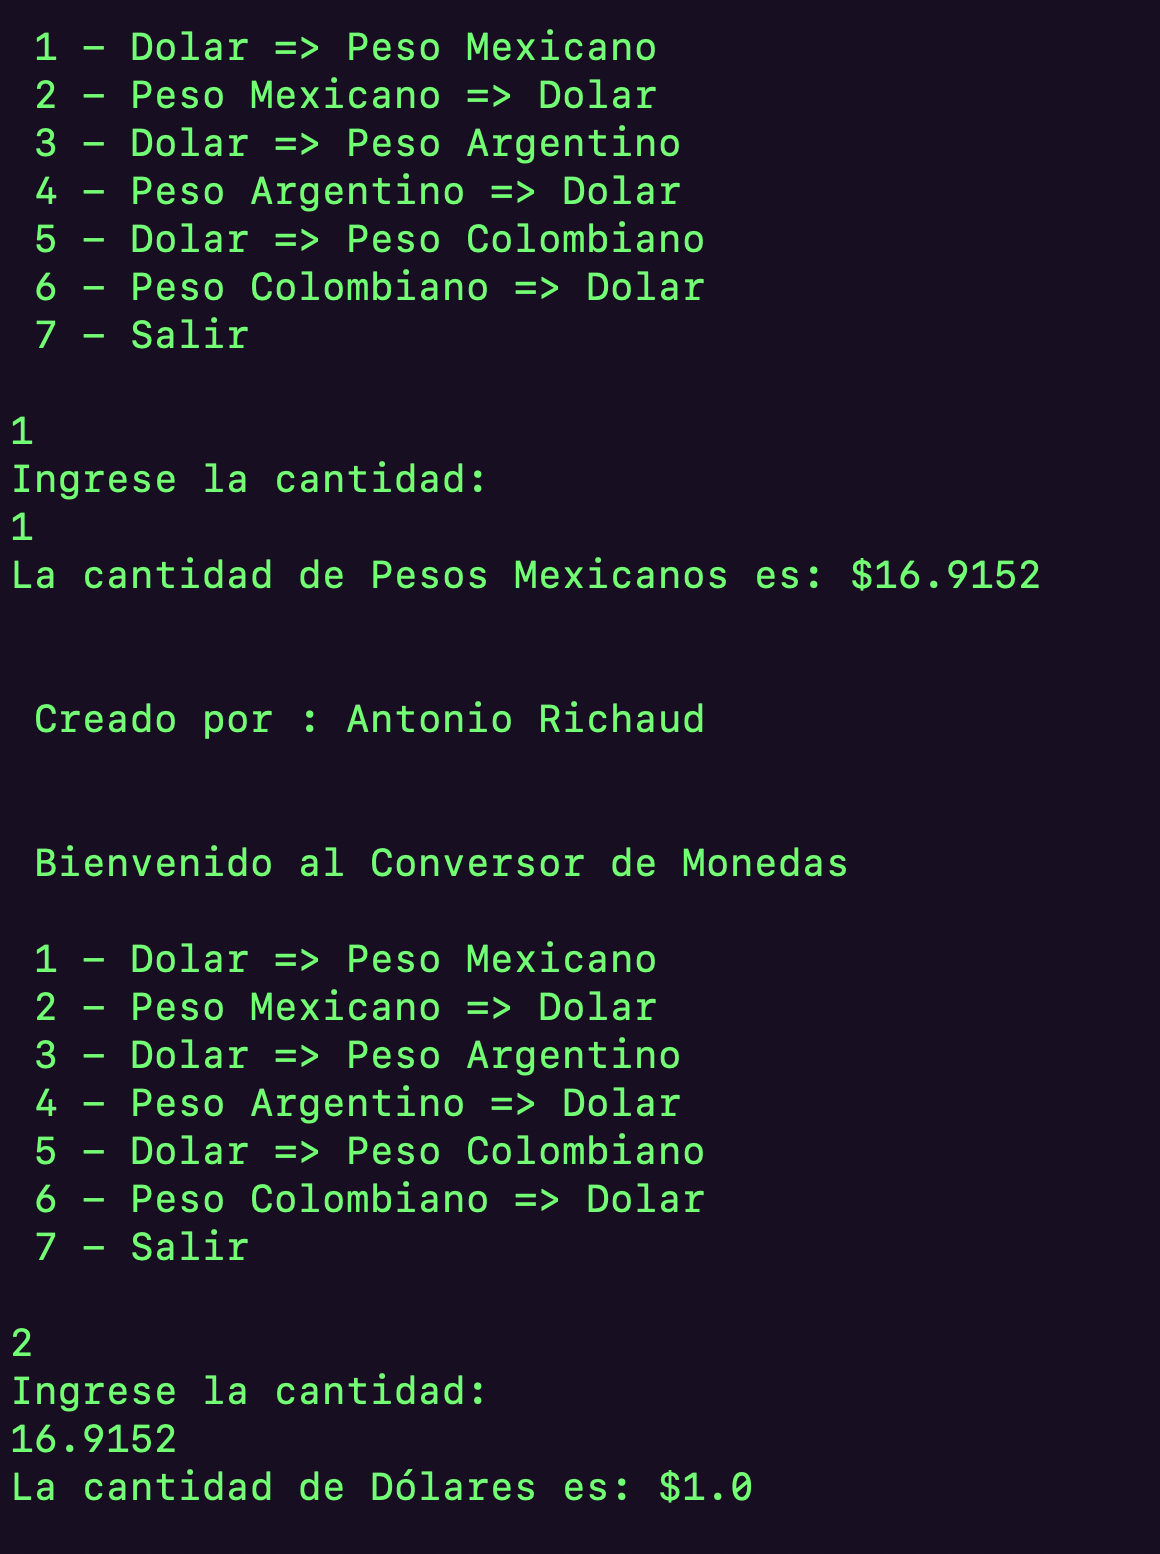 1 – Dolar => Peso Mexicano
2 – Peso Mexicano => Dolar
3 – Dolar => Peso Argentino
4 – Peso Argentino => Dolar
5 – Dolar => Peso Colombiano
6 – Peso Colombiano => Dolar
7 – Salir
1
Ingrese la cantidad:
1
La cantidad de Pesos Mexicanos es: $16.9152
Creado por : Antonio Richaud
Bienvenido al Conversor de Monedas
1 – Dolar => Peso Mexicano
2 – Peso Mexicano => Dolar
3 – Dolar => Peso Argentino
4 – Peso Argentino => Dolar
5 – Dolar => Peso Colombiano
6 – Peso Colombiano => Dolar
7 – Salir
2
Ingrese la cantidad:
16.9152
La cantidad de Dólares es: $1.0